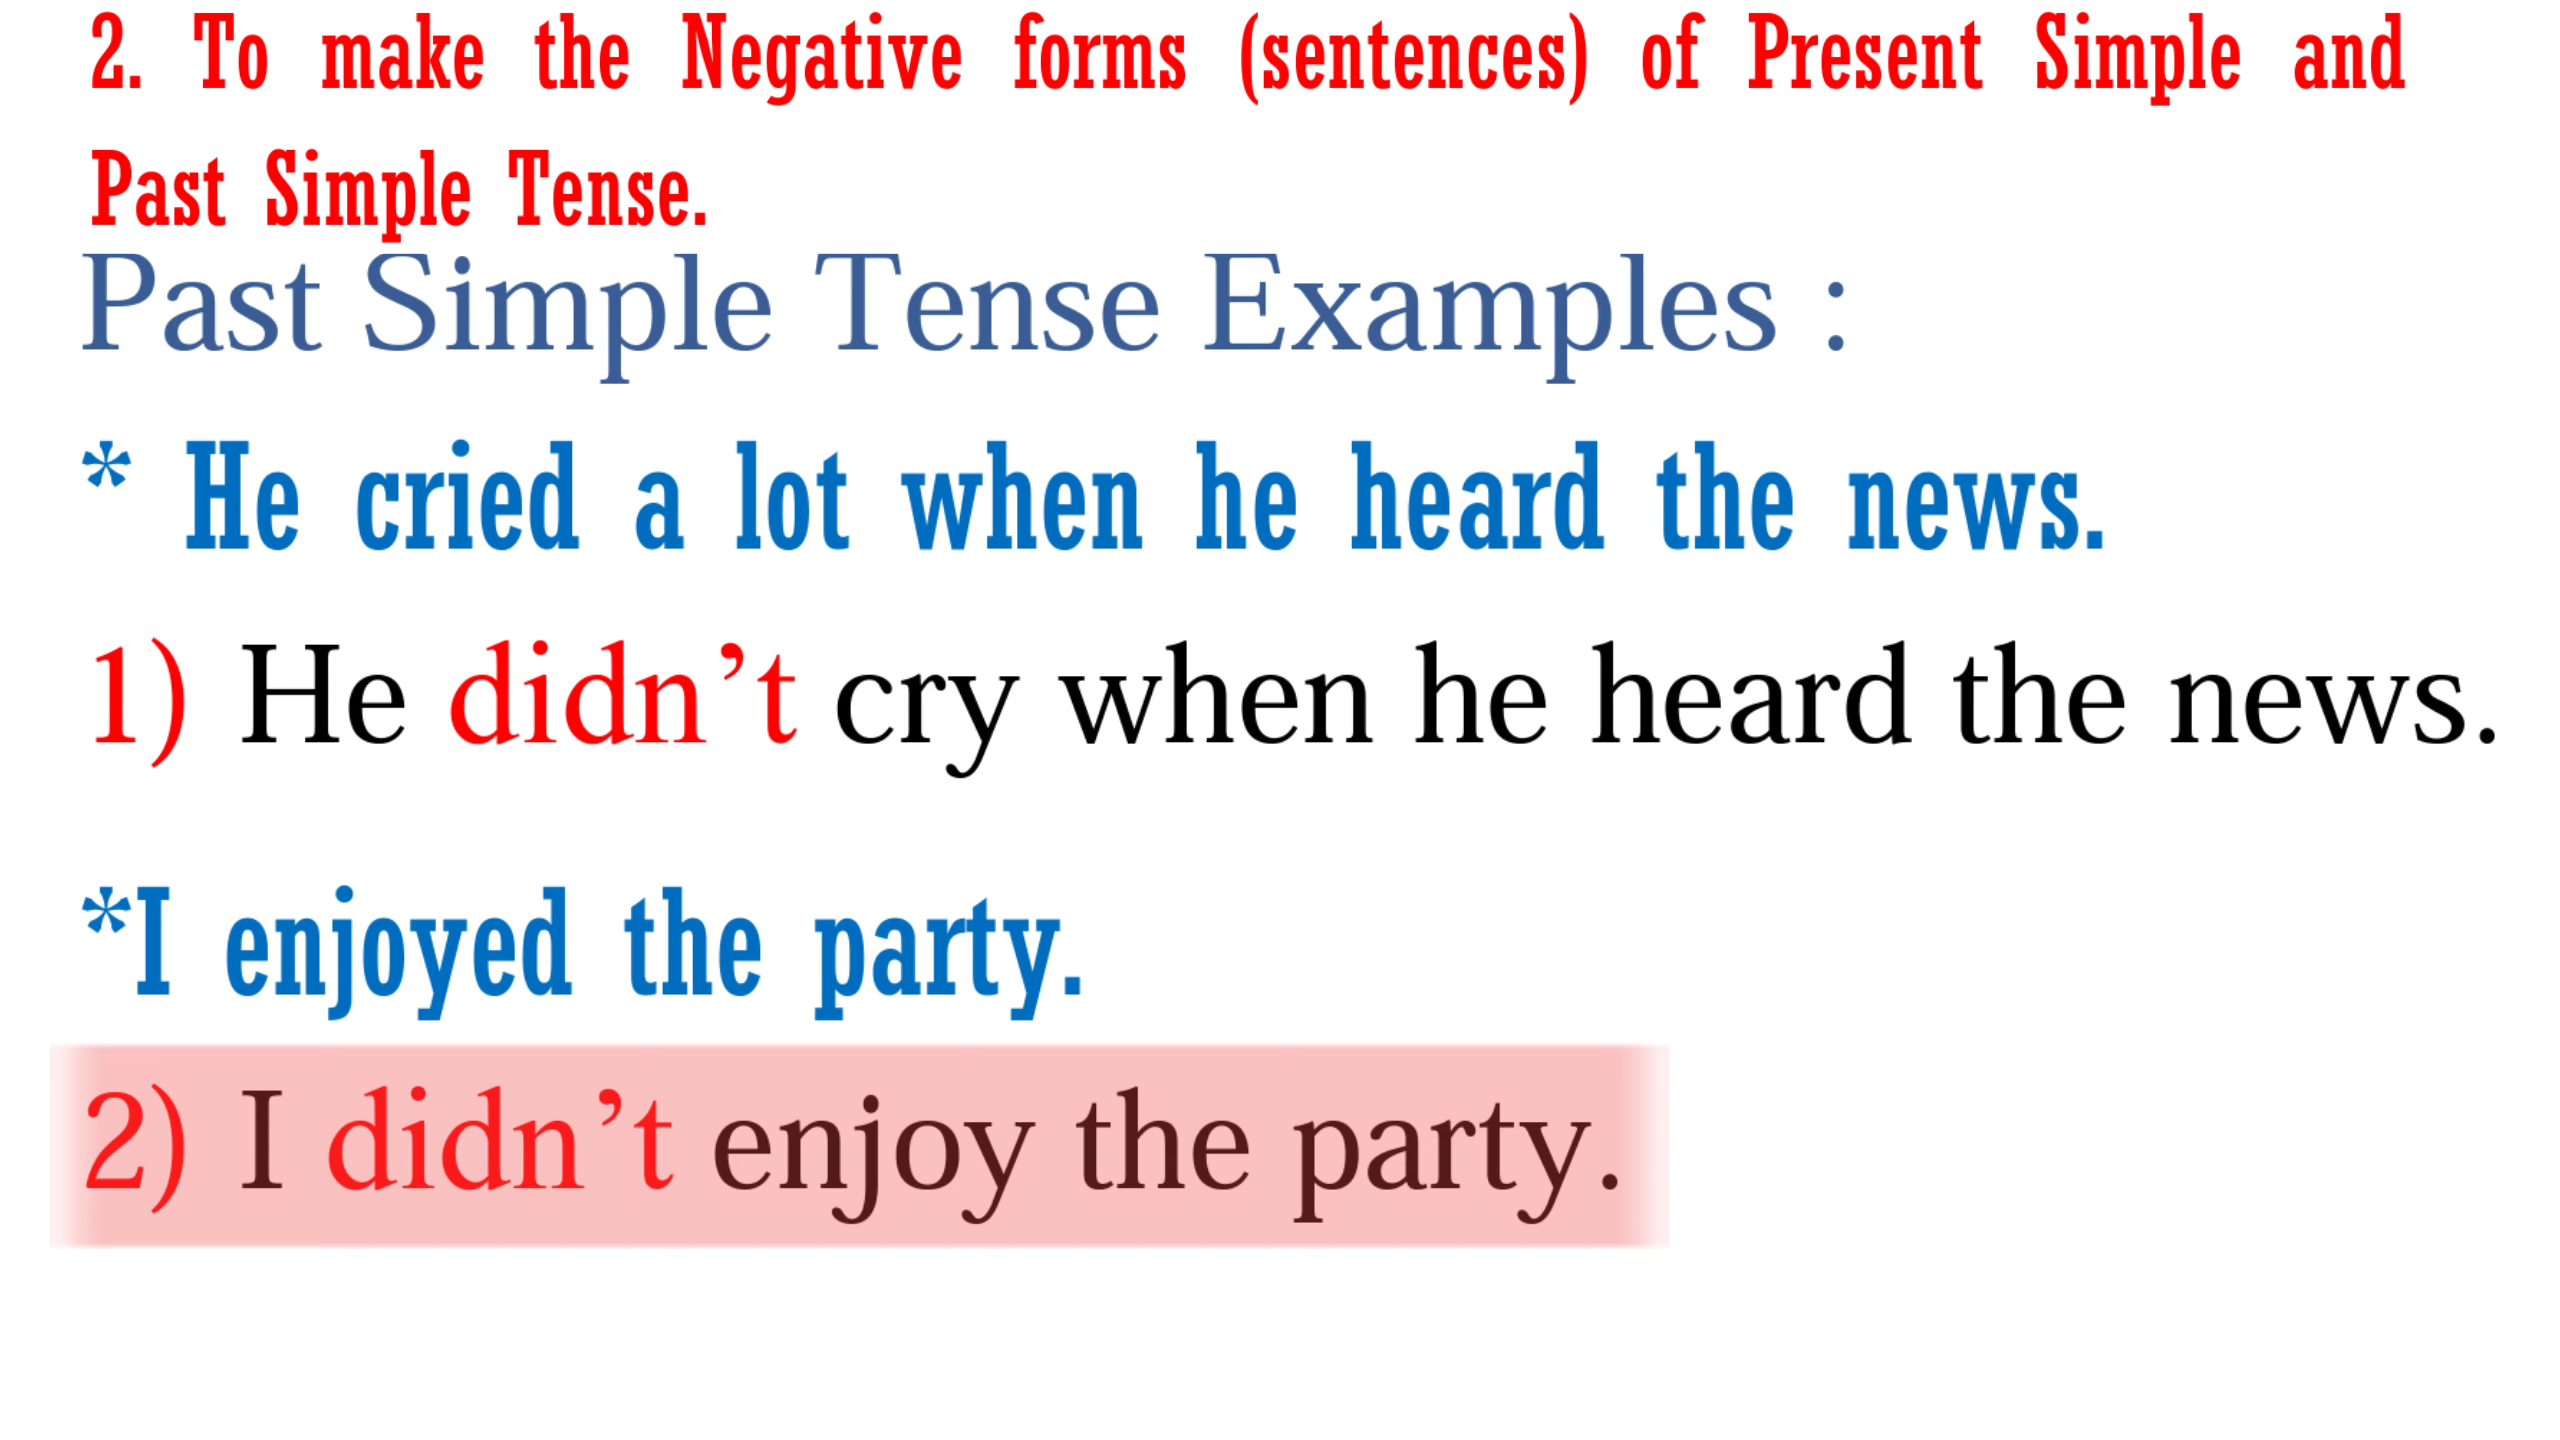 2. To make the Negative forms (sentences) of Present Simple and
Past Simple Tense.
Past Simple Tense Examples :
* He cried a lot when he heard the news.
1) He didn’t cry when he heard the news.
*I enjoyed the party.
2) I didn’t enjoy the party.